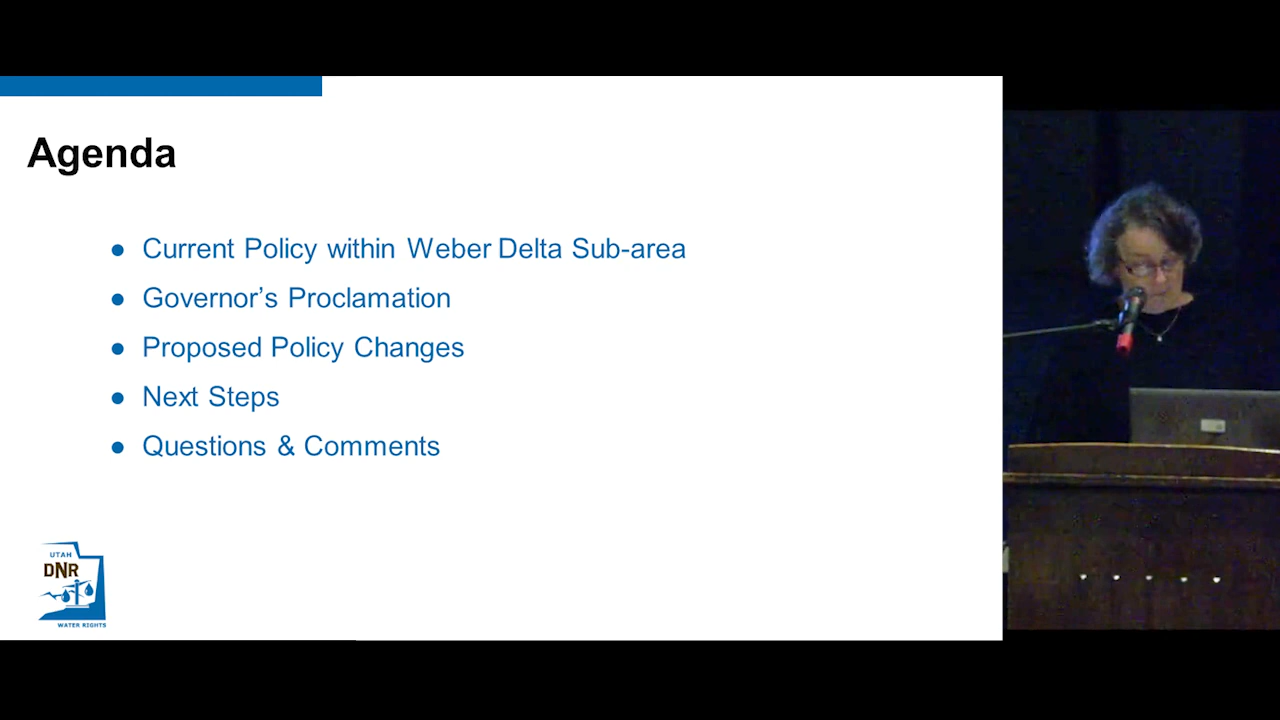 Agenda
● Current Policy within Weber Delta Sub-area
● Governor’s Proclamation
● Proposed Policy Changes
● Next Steps
● Questions & Comments
UTAH
DNR
WATER RIGHTS